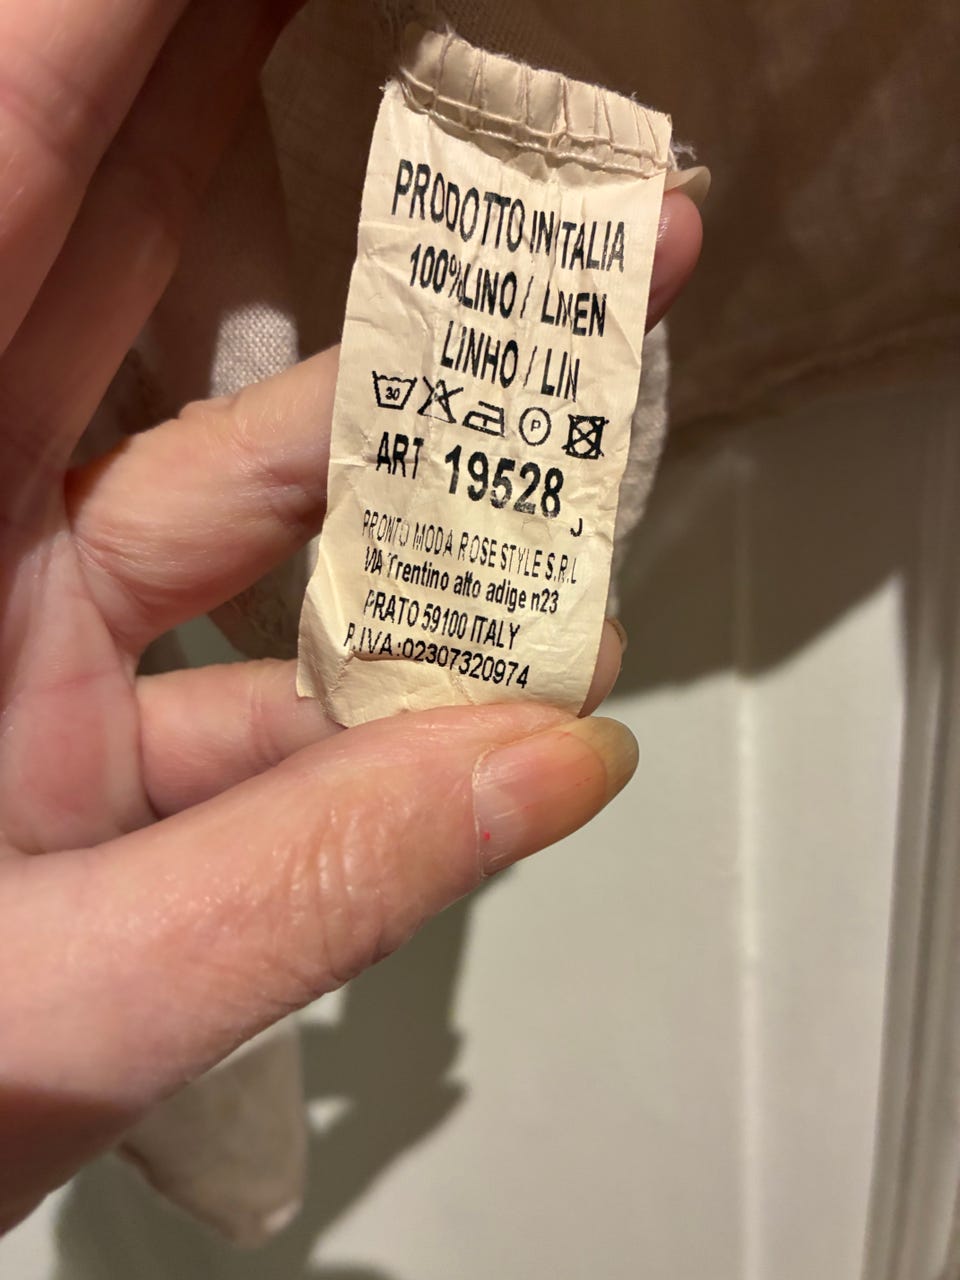 PRODOTTO IN ITALIA
100% LINO / LINEN
LINHO / LIN
30 P
ART 19528 J
PRONTO MODA ROSE STYLE S.R.L
VIA Trentino alto adige n23
PRATO 59100 ITALY
P.IVA:02307320974